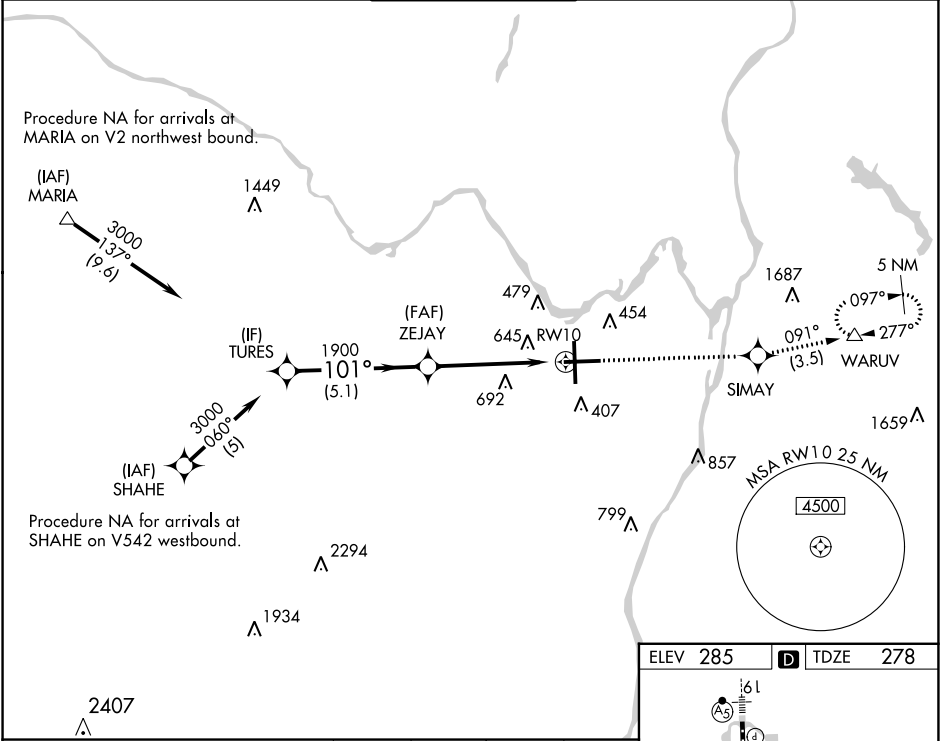 Procedure NA for arrivals at
MARIA on V2 northwest bound.
(IAF)
MARIA
1449
3000
137°
(9.6)
5 NM
1687
097°
277°
WARUV
479
454
(FAF)
ZEJAY
645
RW10
091°
(3.5)
(IF)
TURES
1900
101°
(5.1)
SIMAY
692
407
1659
3000
060°
(5)
(IAF)
SHAHE
857
MSA RW10 25 NM
4500
Procedure NA for arrivals at
SHAHE on V542 westbound.
799
2294
1934
2407
ELEV 285
D
TDZE 278
19
A5
P